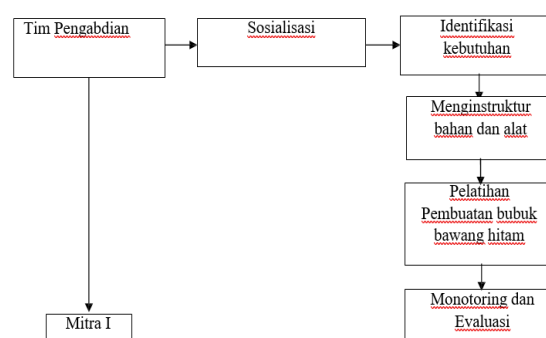 Tim Pengabdian
Sosialisasi
Identifikasi
kebutuhan
Menginstruktur
bahan dan alat
Pelatihan
Pembuatan bubuk
bawang hitam
Monotoring dan
Evaluasi
Mitra I